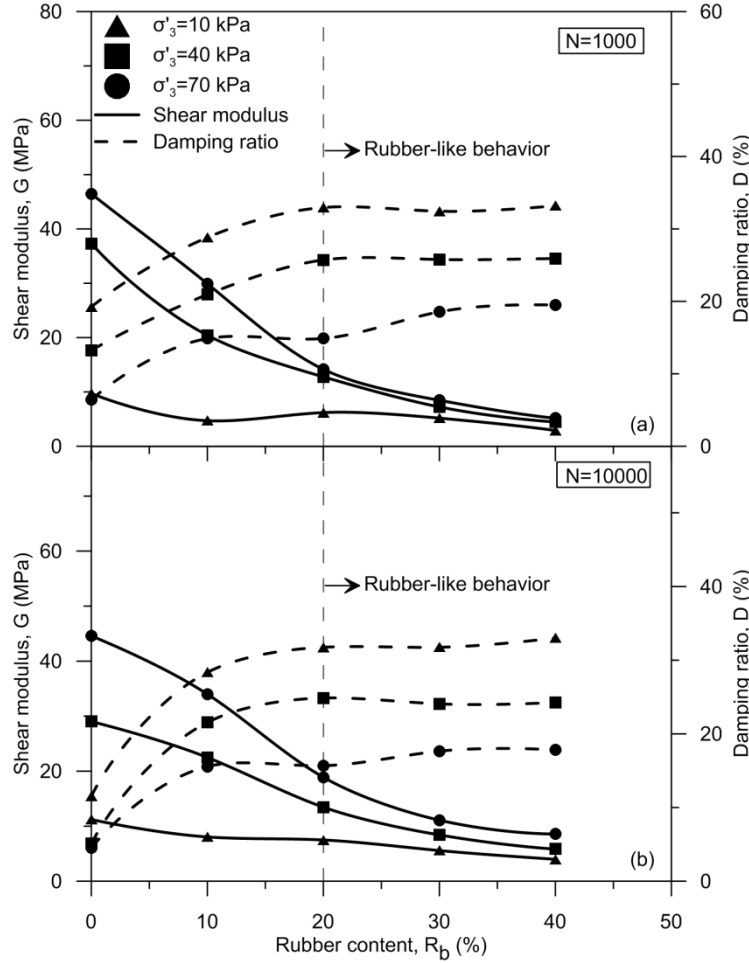 80
60
40
20
0
Shear modulus, G (MPa)
σ'3=10 kPa
σ'3=40 kPa
σ'3=70 kPa
Shear modulus
Damping ratio
N=1000
Rubber-like behavior
(a)
60
40
20
0
Damping ratio, D (%)
60
40
20
0
Shear modulus, G (MPa)
N=10000
Rubber-like behavior
(b)
40
20
0
Damping ratio, D (%)
0 10 20 30 40 50
Rubber content, Rb (%)